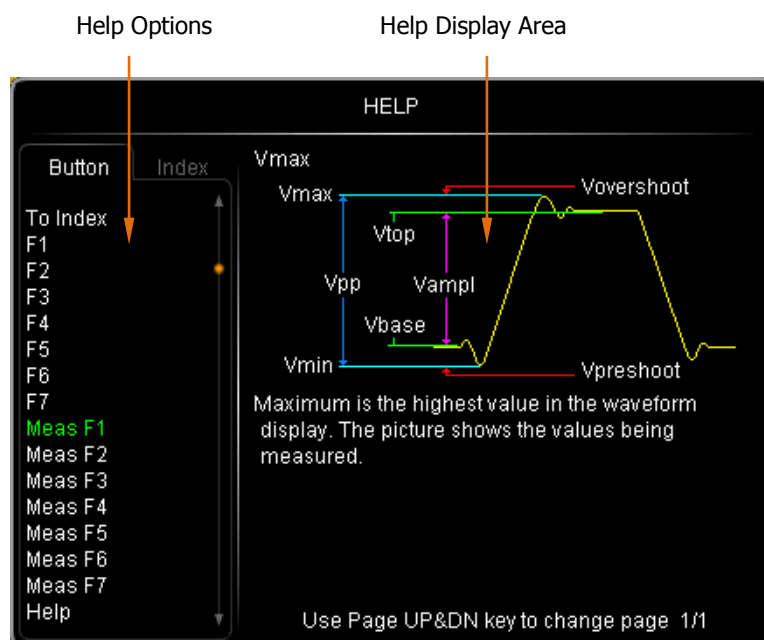 Help Options
Help Display Area
HELP
Button
Index
To Index
F1
F2
F3
F4
F5
F6
F7
Meas F1
Meas F2
Meas F3
Meas F4
Meas F5
Meas F6
Meas F7
Help
Vmax
Vmax
Vovershoot
Vtop
Vpp
Vampl
Vbase
Vmin
Vpreshoot
Maximum is the highest value in the waveform
display. The picture shows the values being
measured.
Use Page UP&DN key to change page 1/1